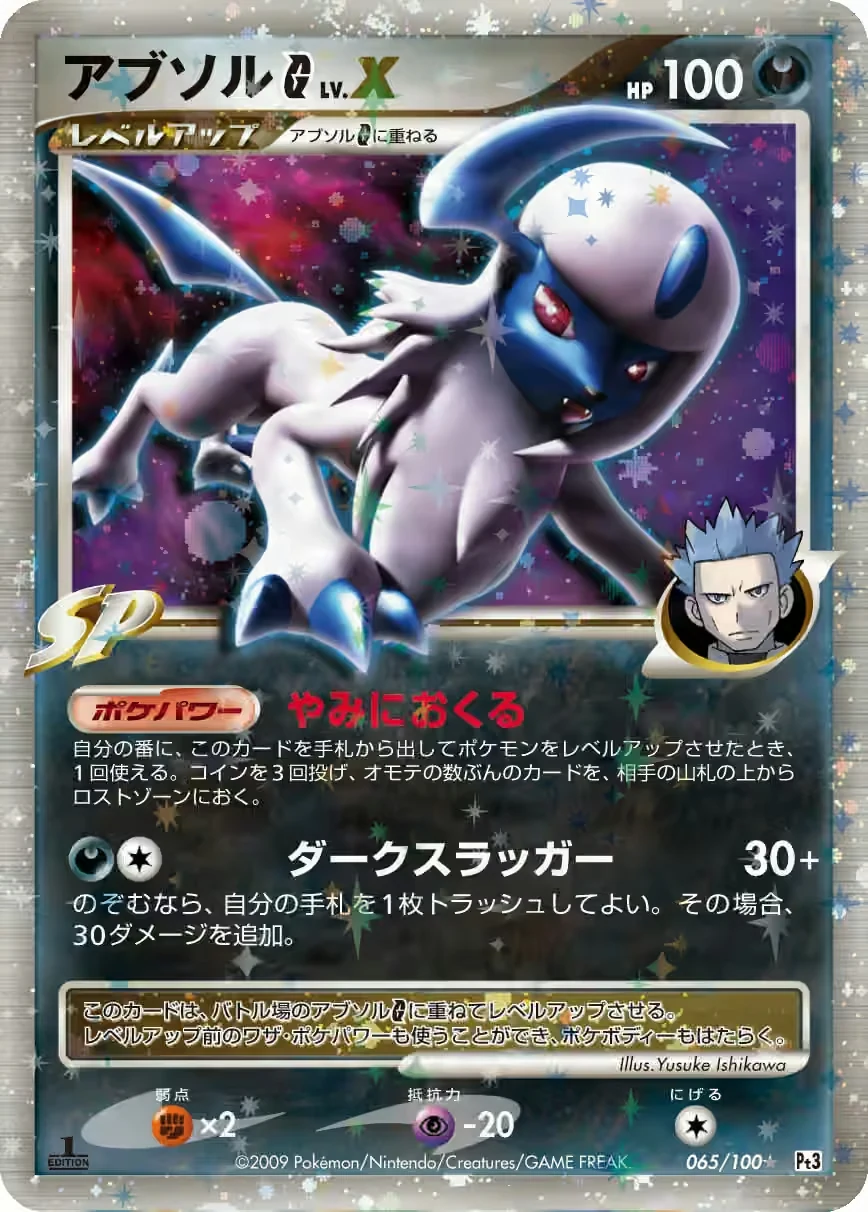 アブソルG LV.X
HP 100
レベルアップ アブソルGに重ねる
SP
ポケパワー やみにおくる
自分の番に、このカードを手札から出してポケモンをレベルアップさせたとき、
1回使える。コインを3回投げ、オモテの数ぶんのカードを、相手の山札の上から
ロストゾーンにおく。
ダークスラッガー 30+
のぞむなら、自分の手札を1枚トラッシュしてよい。その場合、
30ダメージを追加。
このカードは、バトル場のアブソルGに重ねてレベルアップさせる。
レベルアップ前のワザ・ポケパワーも使うことができ、ポケボディーもはたらく。
Illus.Yusuke Ishikawa
弱点 ×2 抵抗力 -20 にげる
1 EDITION
©2009 Pokémon/Nintendo/Creatures/GAME FREAK. 065/100★ Pt3